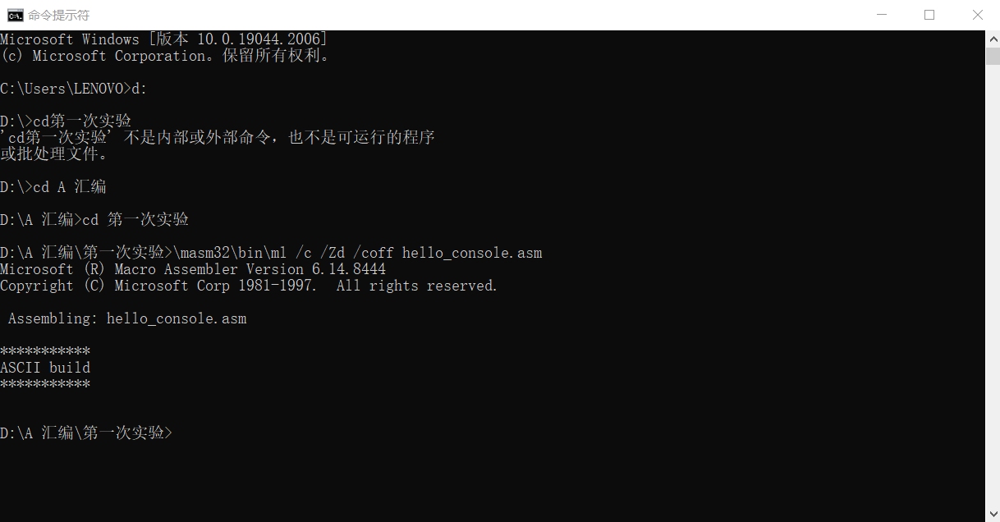 命令提示符
Microsoft Windows [版本 10.0.19044.2006]
(c) Microsoft Corporation。保留所有权利。
C:\Users\LENOVO>d:
D:\>cd第一次实验
'cd第一次实验' 不是内部或外部命令，也不是可运行的程序
或批处理文件。
D:\>cd A 汇编
D:\A 汇编>cd 第一次实验
D:\A 汇编\第一次实验>\masm32\bin\ml /c /Zd /coff hello_console.asm
Microsoft (R) Macro Assembler Version 6.14.8444
Copyright (C) Microsoft Corp 1981-1997.  All rights reserved.
 Assembling: hello_console.asm
***********
ASCII build
***********
D:\A 汇编\第一次实验>